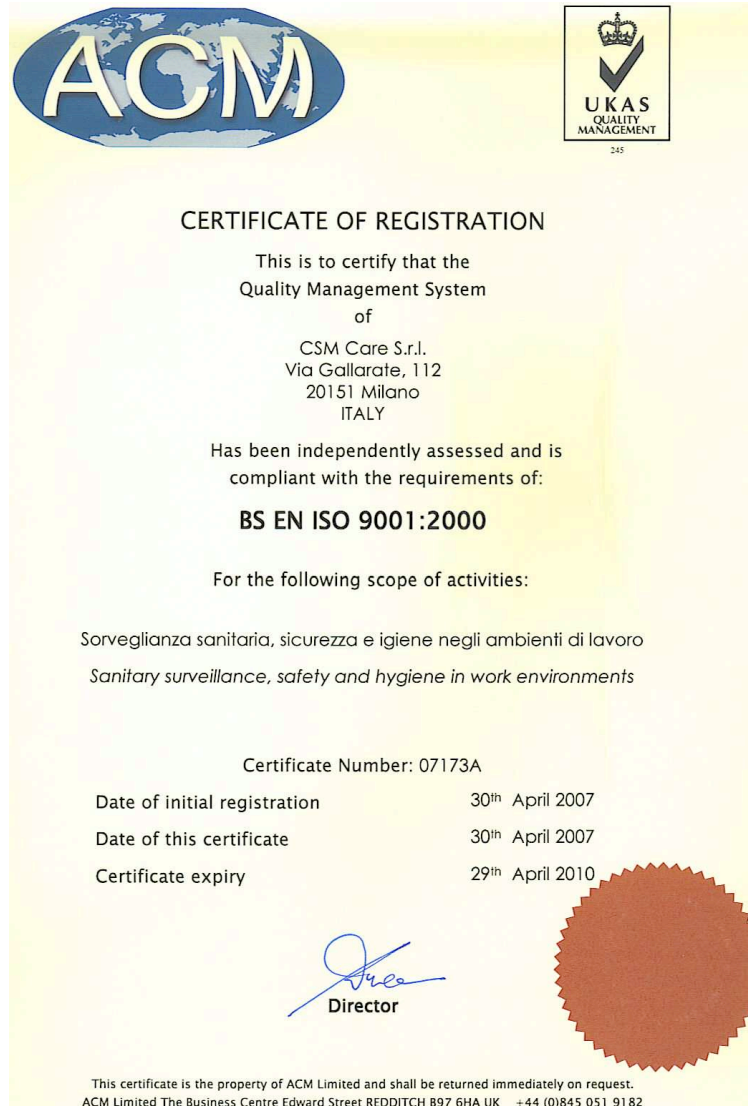 ACM
UKAS
QUALITY
MANAGEMENT
245
CERTIFICATE OF REGISTRATION
This is to certify that the
Quality Management System
of
CSM Care S.r.l.
Via Gallarate, 112
20151 Milano
ITALY
Has been independently assessed and is
compliant with the requirements of:
BS EN ISO 9001:2000
For the following scope of activities:
Sorveglianza sanitaria, sicurezza e igiene negli ambienti di lavoro
Sanitary surveillance, safety and hygiene in work environments
Certificate Number: 07173A
Date of initial registration 30th April 2007
Date of this certificate 30th April 2007
Certificate expiry 29th April 2010
Director
This certificate is the property of ACM Limited and shall be returned immediately on request.
ACM Limited The Business Centre Edward Street REDDITCH B97 6HA UK +44 (0)845 051 9182